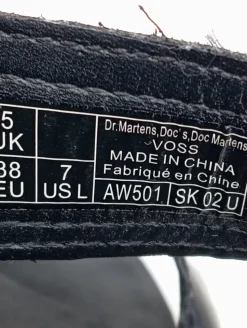 5
UK
38
EU
7
US L
Dr.Martens,Doc's,Doc Martens
VOSS
MADE IN CHINA
Fabriqué en Chine
AW501
SK 02 U